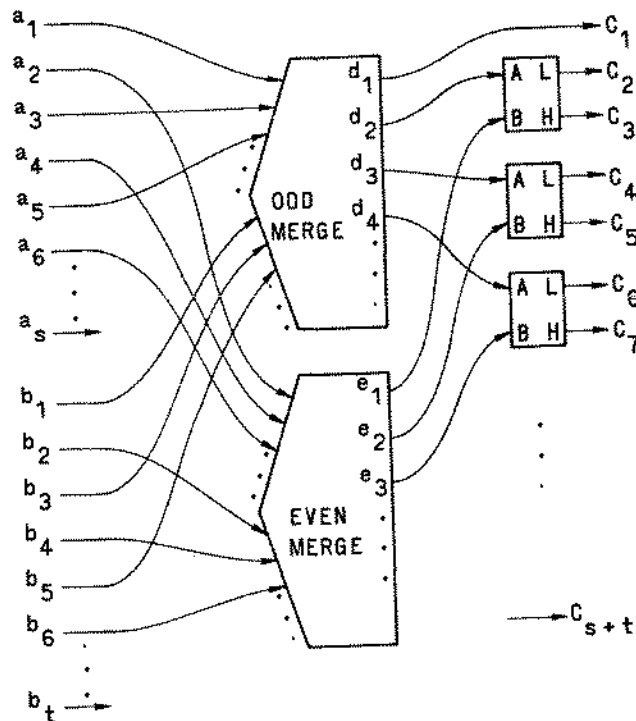 a1
a2
a3
a4
a5
a6
as
b1
b2
b3
b4
b5
b6
bt
d1
d2
d3
d4
ODD
MERGE
e1
e2
e3
EVEN
MERGE
A L
B H
A L
B H
A L
B H
C1
C2
C3
C4
C5
C6
C7
Cs+t